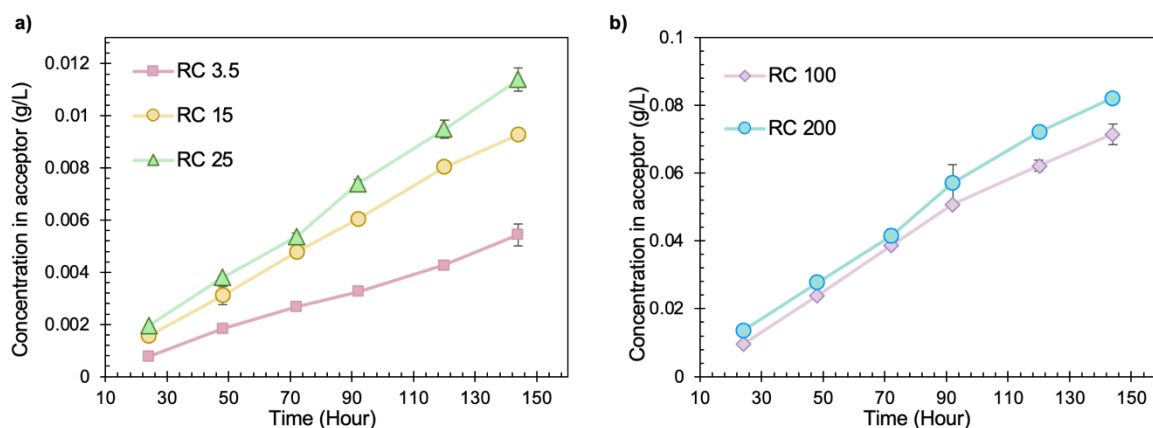 a)
Concentration in acceptor (g/L)
0.012
0.01
0.008
0.006
0.004
0.002
0
RC 3.5
RC 15
RC 25
10 30 50 70 90 110 130 150
Time (Hour)
b)
Concentration in acceptor (g/L)
0.1
0.08
0.06
0.04
0.02
0
RC 100
RC 200
10 30 50 70 90 110 130 150
Time (Hour)